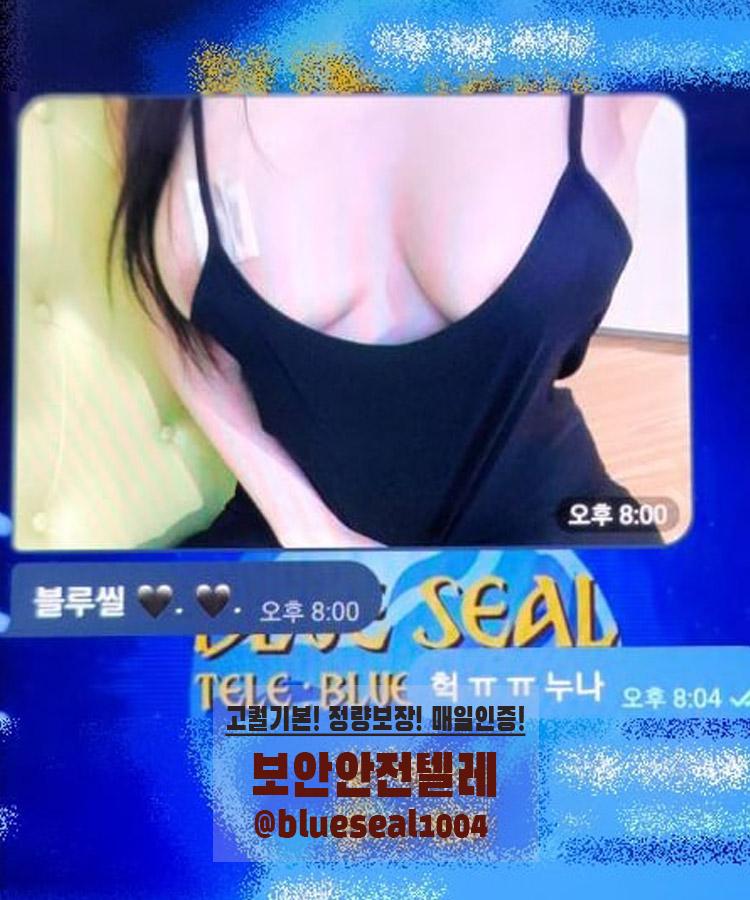 오후 8:00
블루씰 🖤. 🖤. 오후 8:00
BLUE SEAL
TELE · BLUE
헉 ㅠ ㅠ 누나 오후 8:04
고퀄기본! 정량보장! 매일인증!
보안안전텔레
@blueseal1004